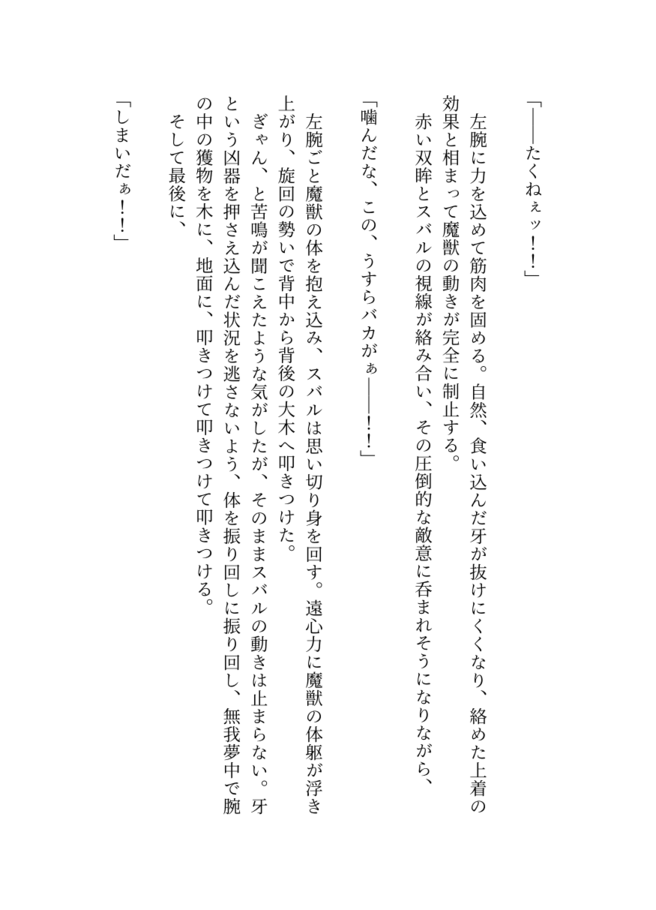 「――たくねぇッ！！」
左腕に力を込めて筋肉を固める。自然、食い込んだ牙が抜けにくくなり、絡めた上着の
効果と相まって魔獣の動きが完全に制止する。
赤い双眸とスバルの視線が絡み合い、その圧倒的な敵意に呑まれそうになりながら、
「噛んだな、この、うすらバカがぁ――！！」
左腕ごと魔獣の体を抱え込み、スバルは思い切り身を回す。遠心力に魔獣の体躯が浮き
上がり、旋回の勢いで背中から背後の大木へ叩きつけた。
ぎゃん、と苦鳴が聞こえたような気がしたが、そのままスバルの動きは止まらない。牙
という凶器を押さえ込んだ状況を逃さないよう、体を振り回しに振り回し、無我夢中で腕
の中の獲物を木に、地面に、叩きつけて叩きつけて叩きつける。
そして最後に、
「しまいだぁ！！」